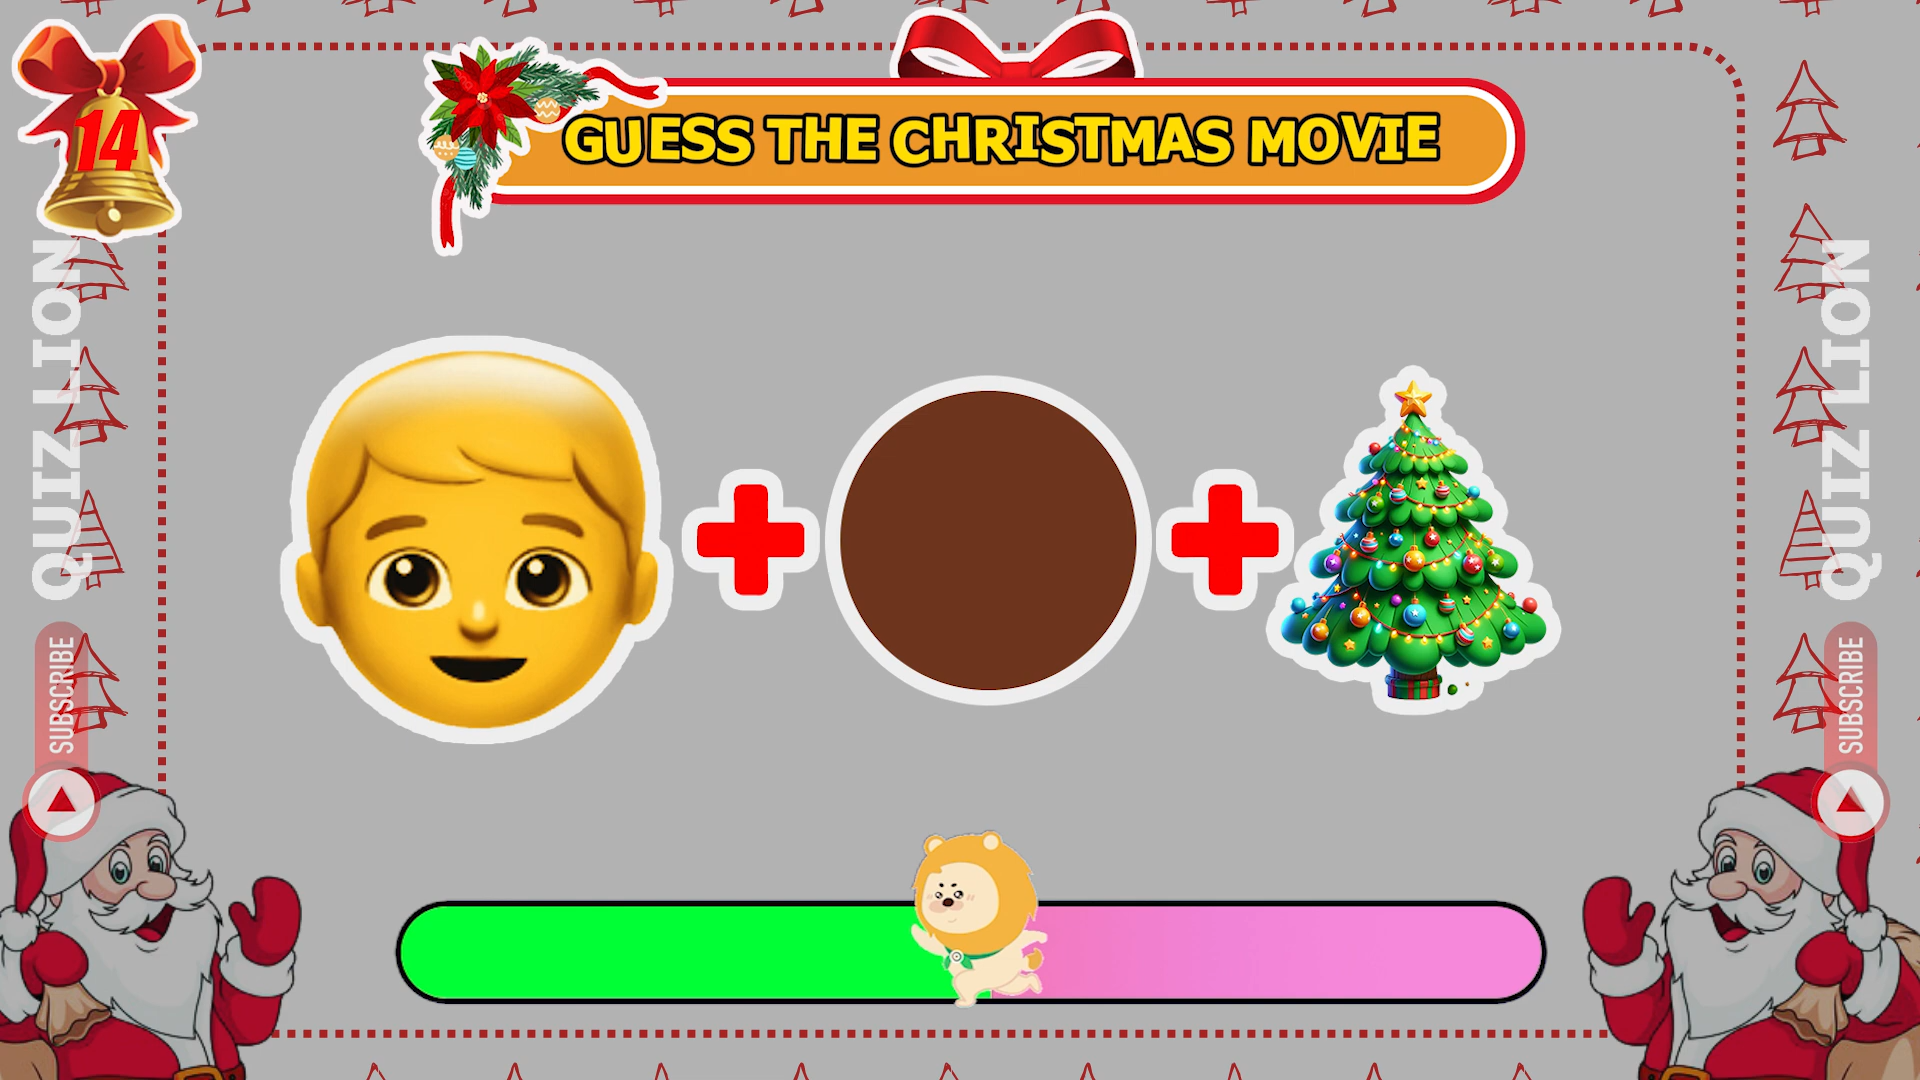 14
GUESS THE CHRISTMAS MOVIE
QUIZ LION
QUIZ LION
SUBSCRIBE
SUBSCRIBE